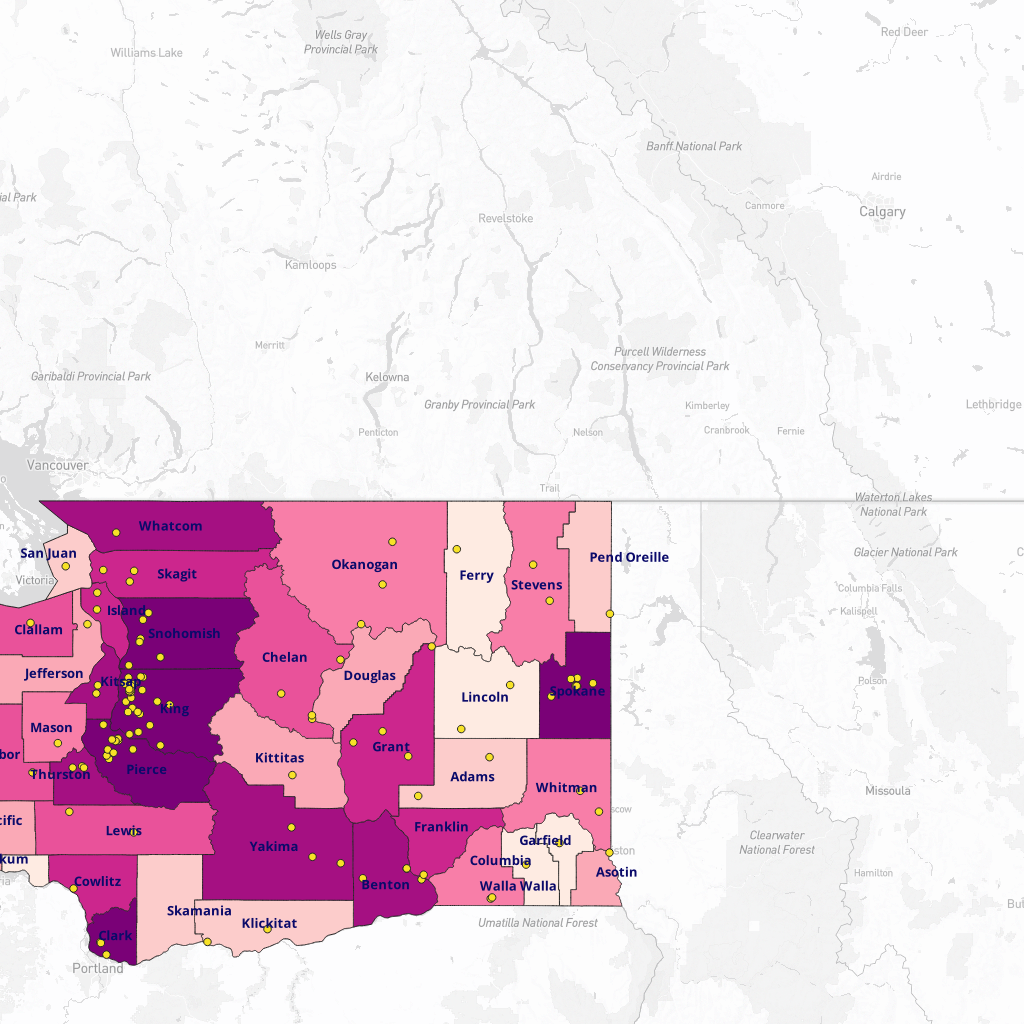 Wells Gray
Provincial Park
Red Deer
Williams Lake
Banff National Park
Airdrie
ial Park
Canmore
Calgary
Revelstoke
Kamloops
Merritt
Purcell Wilderness
Conservancy Provincial Park
Garibaldi Provincial Park
Kelowna
Granby Provincial Park
Kimberley
Lethbridge
Penticton
Nelson
Cranbrook
Fernie
Vancouver
Trail
Waterton Lakes
National Park
Whatcom
San Juan
Glacier National Park
Okanogan
Pend Oreille
Ferry
Skagit
Victoria
Stevens
Columbia Falls
Island
Kalispell
Clallam
Snohomish
Chelan
Jefferson
Douglas
Kitsap
Polson
Spokane
Lincoln
King
Mason
Grant
bor
Kittitas
Pierce
Thurston
Adams
Whitman
Missoula
scow
cific
Franklin
Lewis
Clearwater
National Forest
Garfield
Yakima
ston
kum
Columbia
Asotin
Hamilton
Cowlitz
Benton
Walla Walla
Skamania
Klickitat
Umatilla National Forest
Clark
Portland